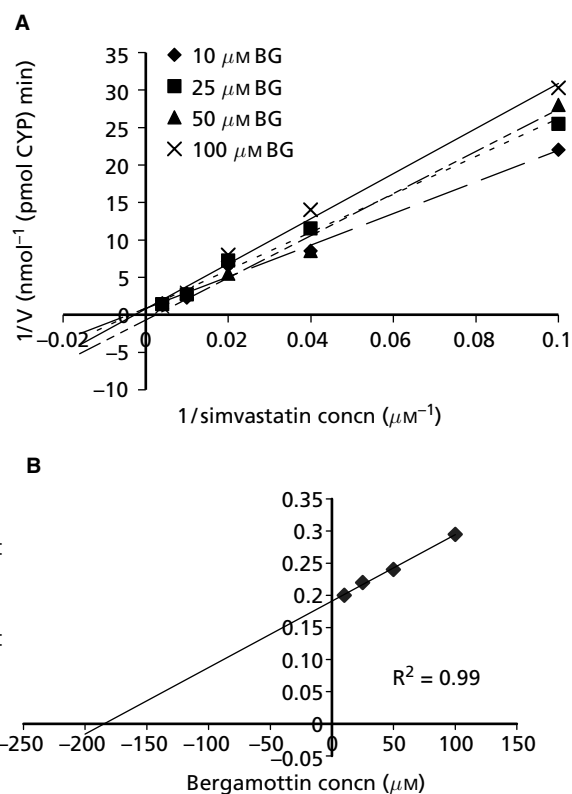 A
10 µM BG
25 µM BG
50 µM BG
100 µM BG
1/V (nmol⁻¹ (pmol CYP) min)
35
30
25
20
15
10
5
0
−5
−10
−0.02 0 0.02 0.04 0.06 0.08 0.1
1/simvastatin concn (µM⁻¹)
B
0.35
0.3
0.25
0.2
0.15
0.10
0.05
0
−0.05
R² = 0.99
−250 −200 −150 −100 −50 0 50 100 150
Bergamottin concn (µM)